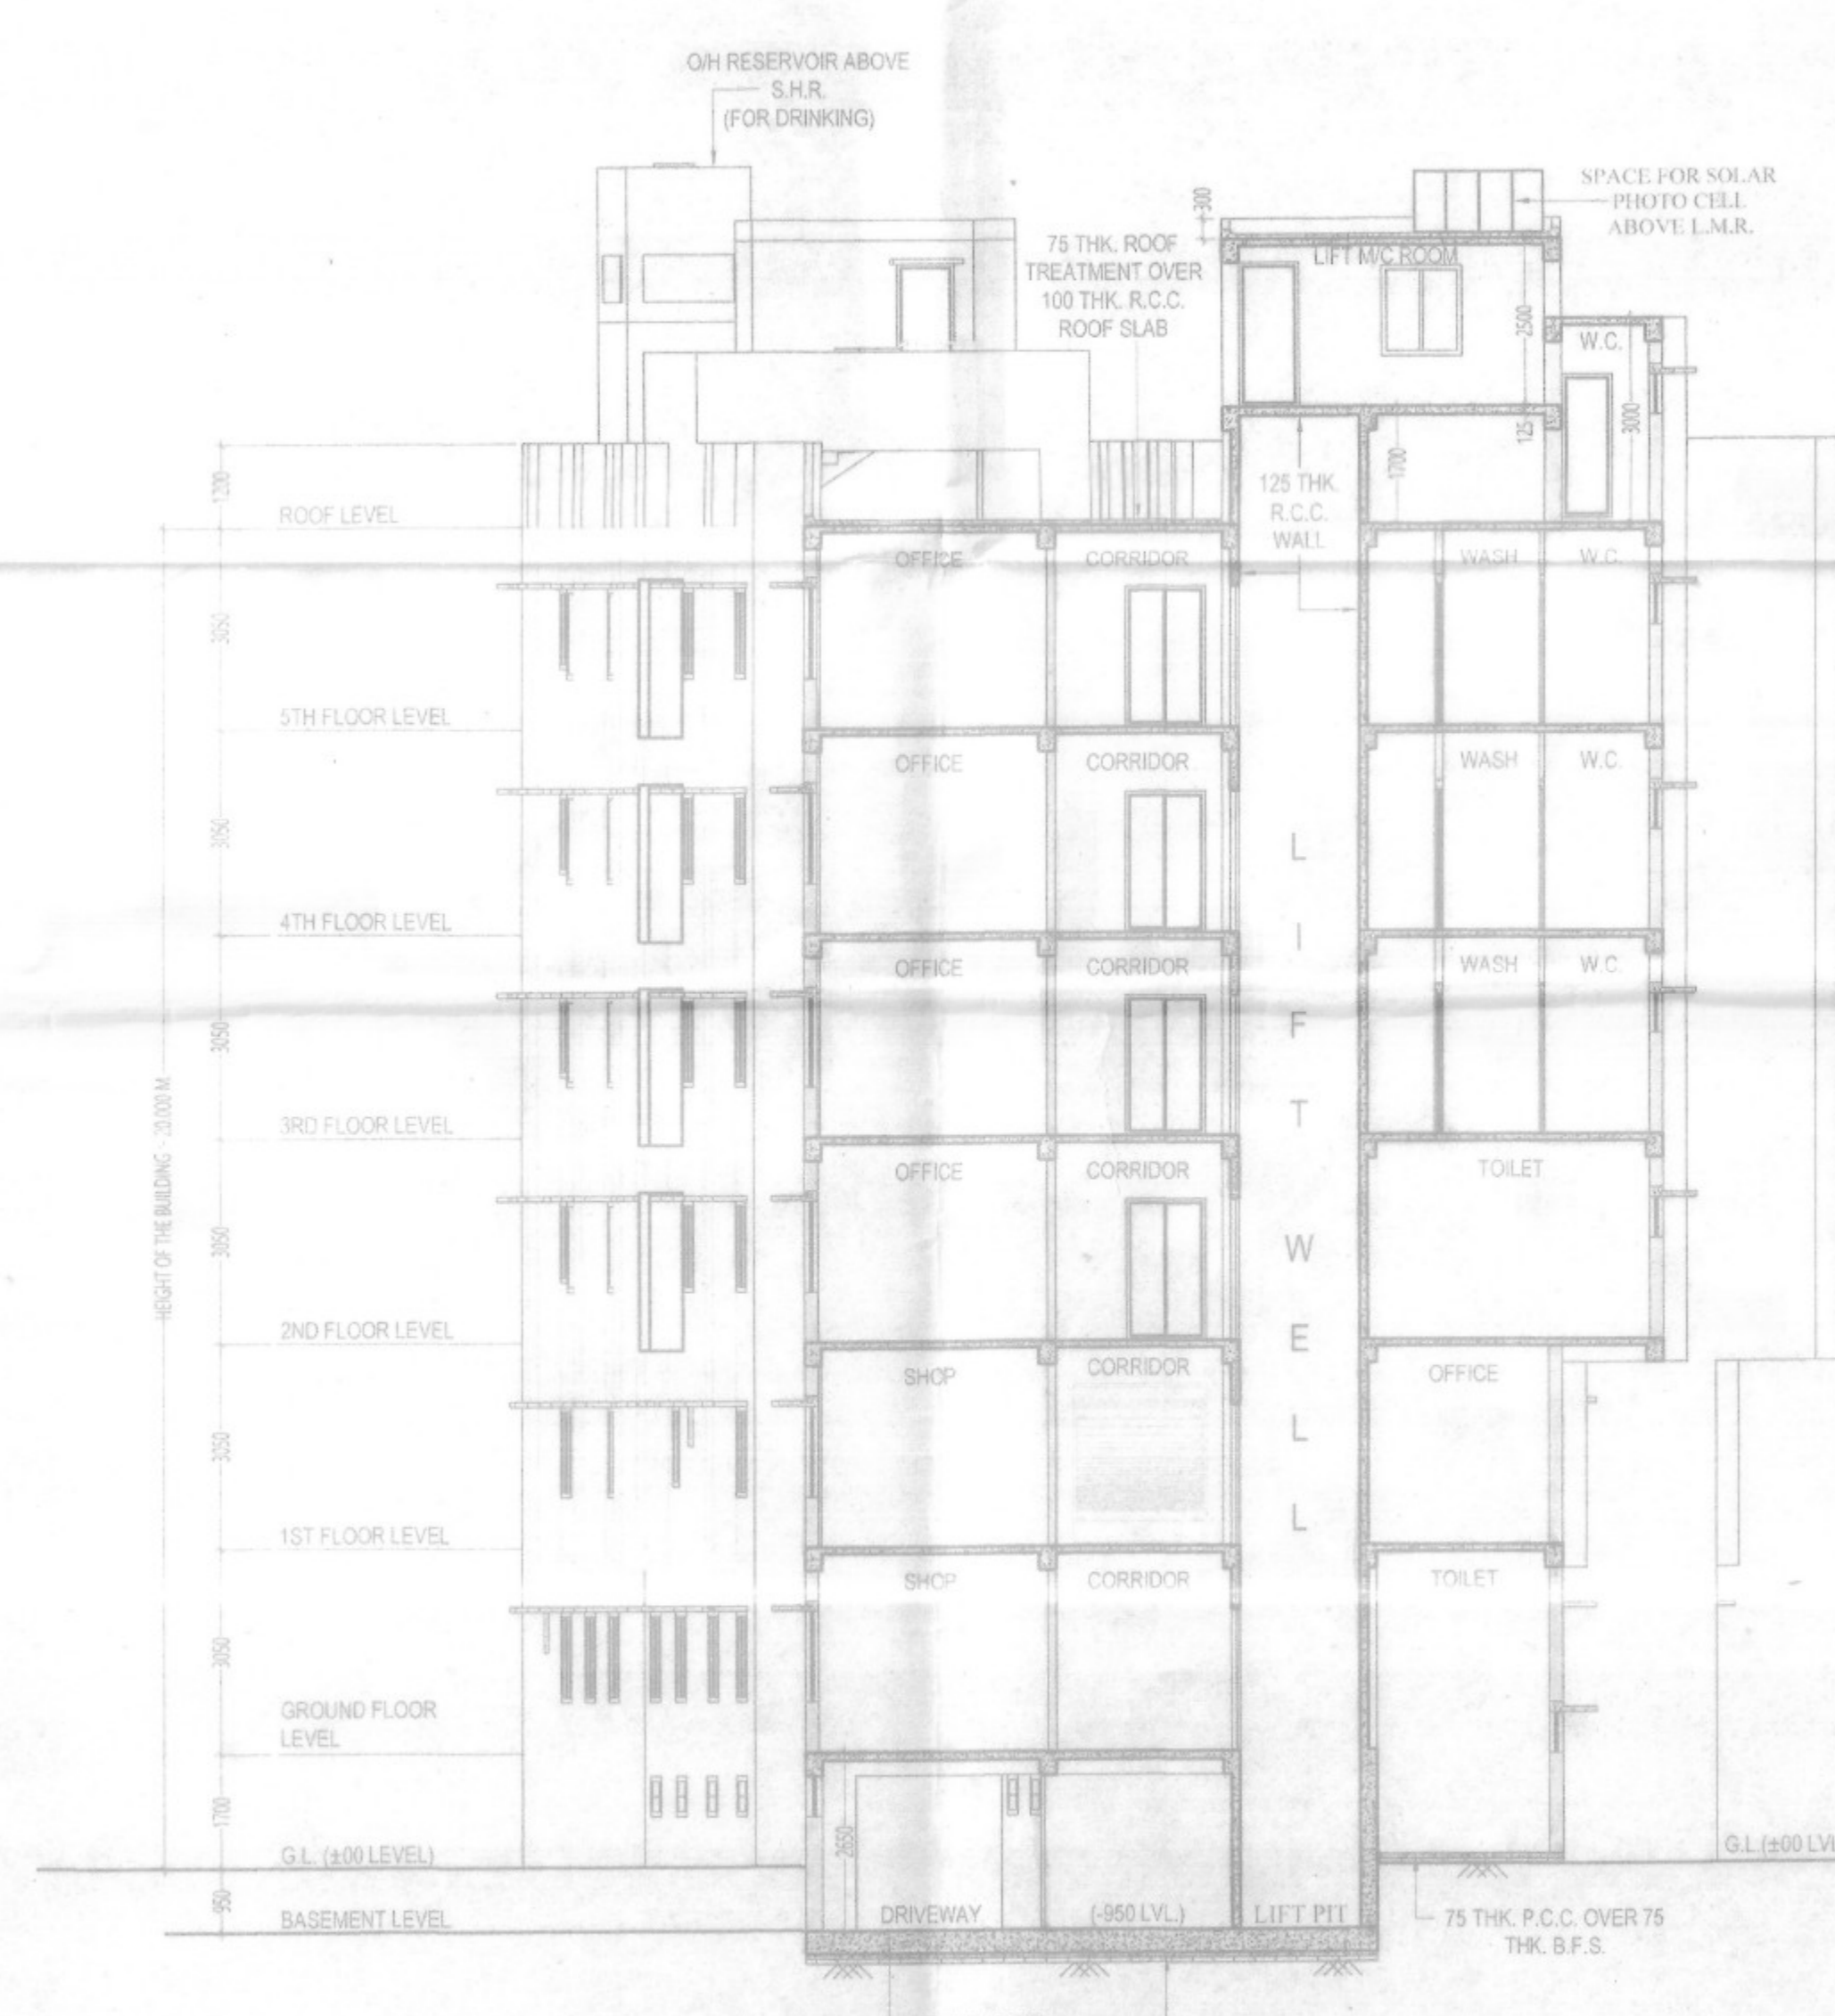 O/H RESERVOIR ABOVE
S.H.R.
(FOR DRINKING)
SPACE FOR SOLAR
PHOTO CELL
ABOVE L.M.R.
300
75 THK. ROOF
TREATMENT OVER
100 THK. R.C.C.
ROOF SLAB
LIFT M/C ROOM
2500
W.C.
3000
125
1700
1200
125 THK.
R.C.C.
WALL
ROOF LEVEL
OFFICE
CORRIDOR
WASH
W.C.
3050
5TH FLOOR LEVEL
OFFICE
CORRIDOR
WASH
W.C.
3050
4TH FLOOR LEVEL
OFFICE
CORRIDOR
WASH
W.C.
3050
3RD FLOOR LEVEL
OFFICE
CORRIDOR
TOILET
3050
2ND FLOOR LEVEL
SHOP
CORRIDOR
OFFICE
3050
1ST FLOOR LEVEL
SHOP
CORRIDOR
TOILET
3050
GROUND FLOOR
LEVEL
LIFT WELL
HEIGHT OF THE BUILDING - 20.000 M.
1700
2650
G.L. (±00 LEVEL)
G.L.(±00 LVL
950
BASEMENT LEVEL
DRIVEWAY
(-950 LVL.)
LIFT PIT
75 THK. P.C.C. OVER 75
THK. B.F.S.